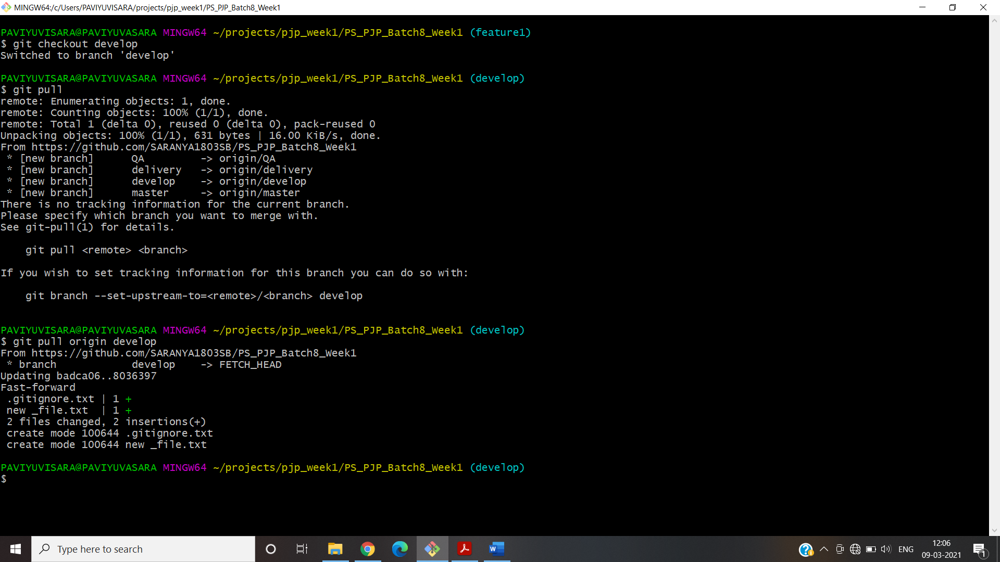 MINGW64:/c/Users/PAVIYUVISARA/projects/pjp_week1/PS_PJP_Batch8_Week1
PAVIYUVISARA@PAVIYUVASARA MINGW64 ~/projects/pjp_week1/PS_PJP_Batch8_Week1 (feature1)
$ git checkout develop
Switched to branch 'develop'
PAVIYUVISARA@PAVIYUVASARA MINGW64 ~/projects/pjp_week1/PS_PJP_Batch8_Week1 (develop)
$ git pull
remote: Enumerating objects: 1, done.
remote: Counting objects: 100% (1/1), done.
remote: Total 1 (delta 0), reused 0 (delta 0), pack-reused 0
Unpacking objects: 100% (1/1), 631 bytes | 16.00 KiB/s, done.
From https://github.com/SARANYA1803SB/PS_PJP_Batch8_Week1
 * [new branch]      QA         -> origin/QA
 * [new branch]      delivery   -> origin/delivery
 * [new branch]      develop    -> origin/develop
 * [new branch]      master     -> origin/master
There is no tracking information for the current branch.
Please specify which branch you want to merge with.
See git-pull(1) for details.
    git pull <remote> <branch>
If you wish to set tracking information for this branch you can do so with:
    git branch --set-upstream-to=<remote>/<branch> develop
PAVIYUVISARA@PAVIYUVASARA MINGW64 ~/projects/pjp_week1/PS_PJP_Batch8_Week1 (develop)
$ git pull origin develop
From https://github.com/SARANYA1803SB/PS_PJP_Batch8_Week1
 * branch            develop    -> FETCH_HEAD
Updating badca06..8036397
Fast-forward
 .gitignore.txt | 1 +
 new _file.txt  | 1 +
 2 files changed, 2 insertions(+)
 create mode 100644 .gitignore.txt
 create mode 100644 new _file.txt
PAVIYUVISARA@PAVIYUVASARA MINGW64 ~/projects/pjp_week1/PS_PJP_Batch8_Week1 (develop)
$
Type here to search
ENG
12:06
09-03-2021
1